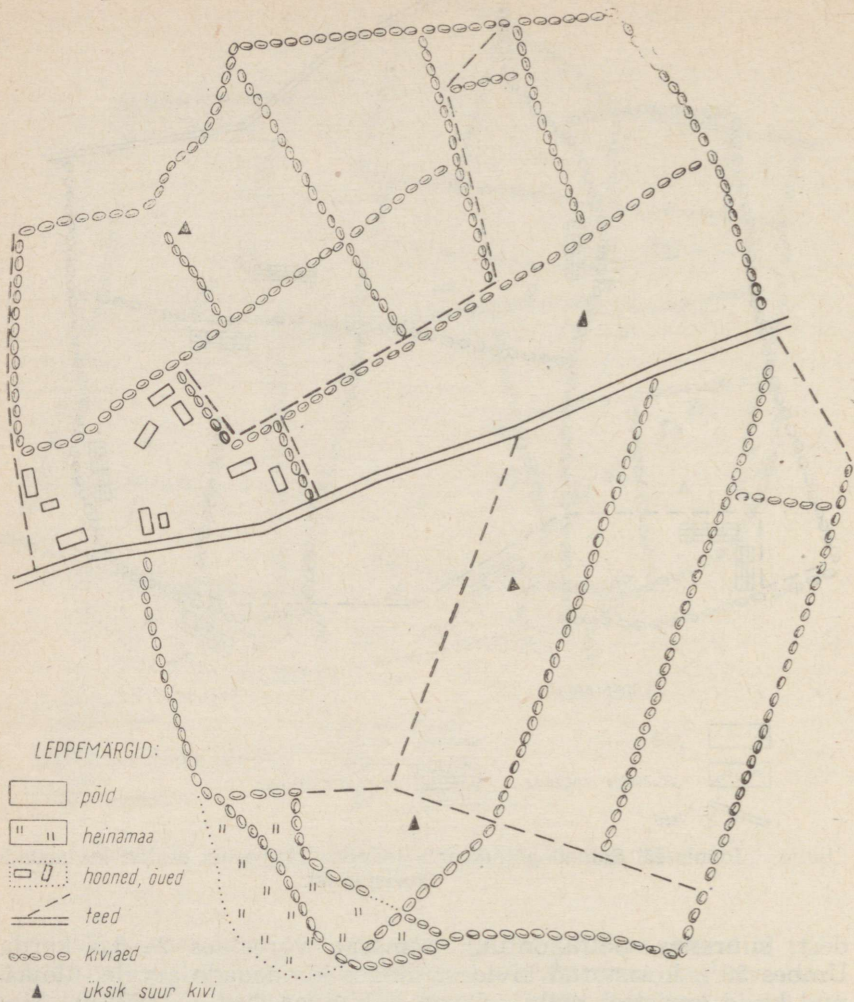 LEPPEMÄRGID:
põld
heinamaa
hooned, õued
teed
kiviaed
üksik suur kivi